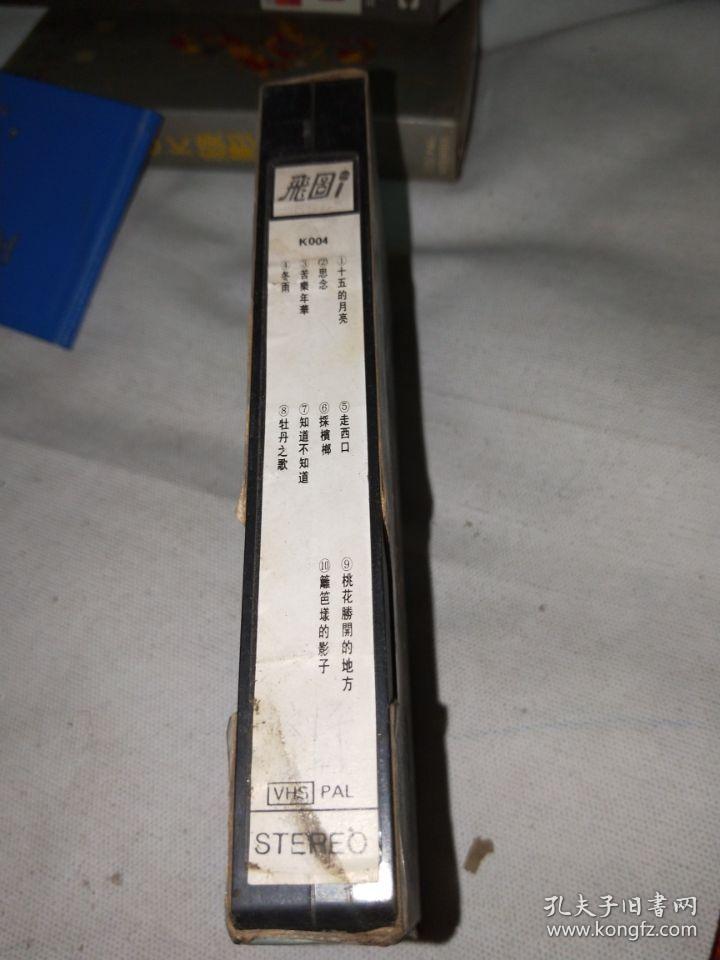 飛圖
K004
①十五的月亮
②思念
③苦樂年華
④冬雨
⑤走西口
⑥採檳榔
⑦知道不知道
⑧牡丹之歌
⑨桃花勝開的地方
⑩籬笆墻的影子
VHS PAL
STEREO
孔夫子旧書网
www.kongfz.com